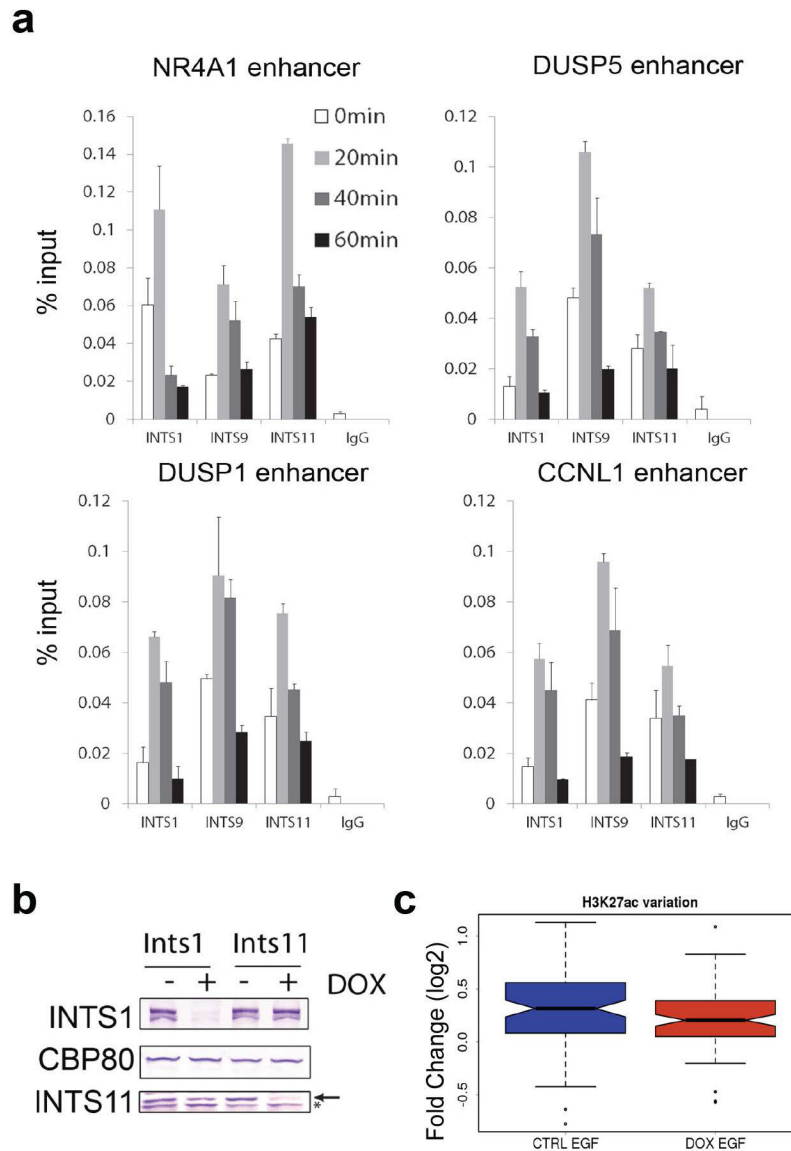 a
NR4A1 enhancer
DUSP5 enhancer
0.16
0.14
0.12
0.1
0.08
0.06
0.04
0.02
0
% input
0min
20min
40min
60min
INTS1 INTS9 INTS11 IgG
0.12
0.1
0.08
0.06
0.04
0.02
0
INTS1 INTS9 INTS11 IgG
DUSP1 enhancer
CCNL1 enhancer
0.12
0.1
0.08
0.06
0.04
0.02
0
% input
INTS1 INTS9 INTS11 IgG
0.12
0.1
0.08
0.06
0.04
0.02
0
% input
INTS1 INTS9 INTS11 IgG
b
Ints1 Ints11
- + - + DOX
INTS1
CBP80
INTS11
*
c
H3K27ac variation
Fold Change (log2)
1.0
0.5
0.0
-0.5
CTRL EGF DOX EGF